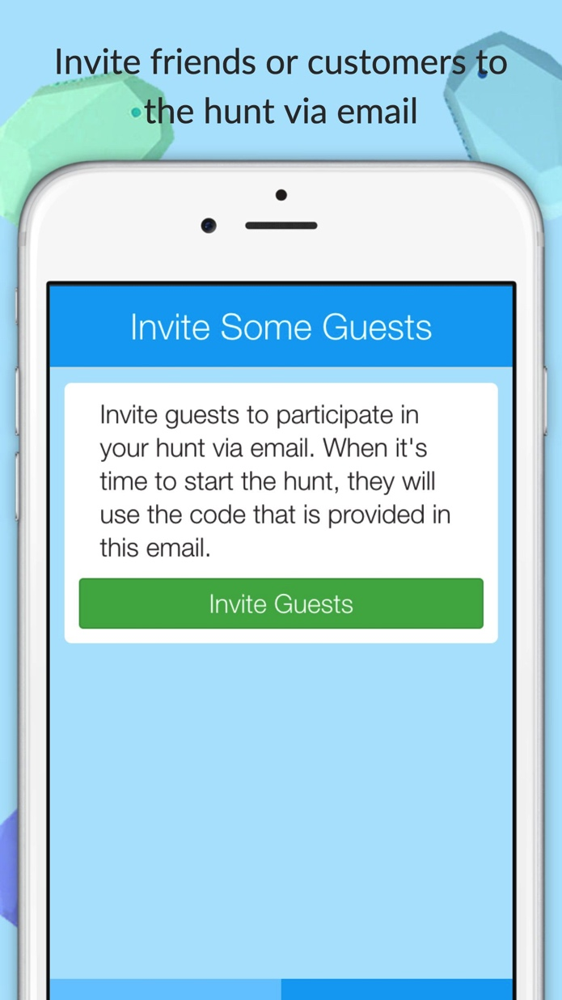 Invite friends or customers to
the hunt via email
Invite Some Guests
Invite guests to participate in
your hunt via email. When it's
time to start the hunt, they will
use the code that is provided in
this email.
Invite Guests